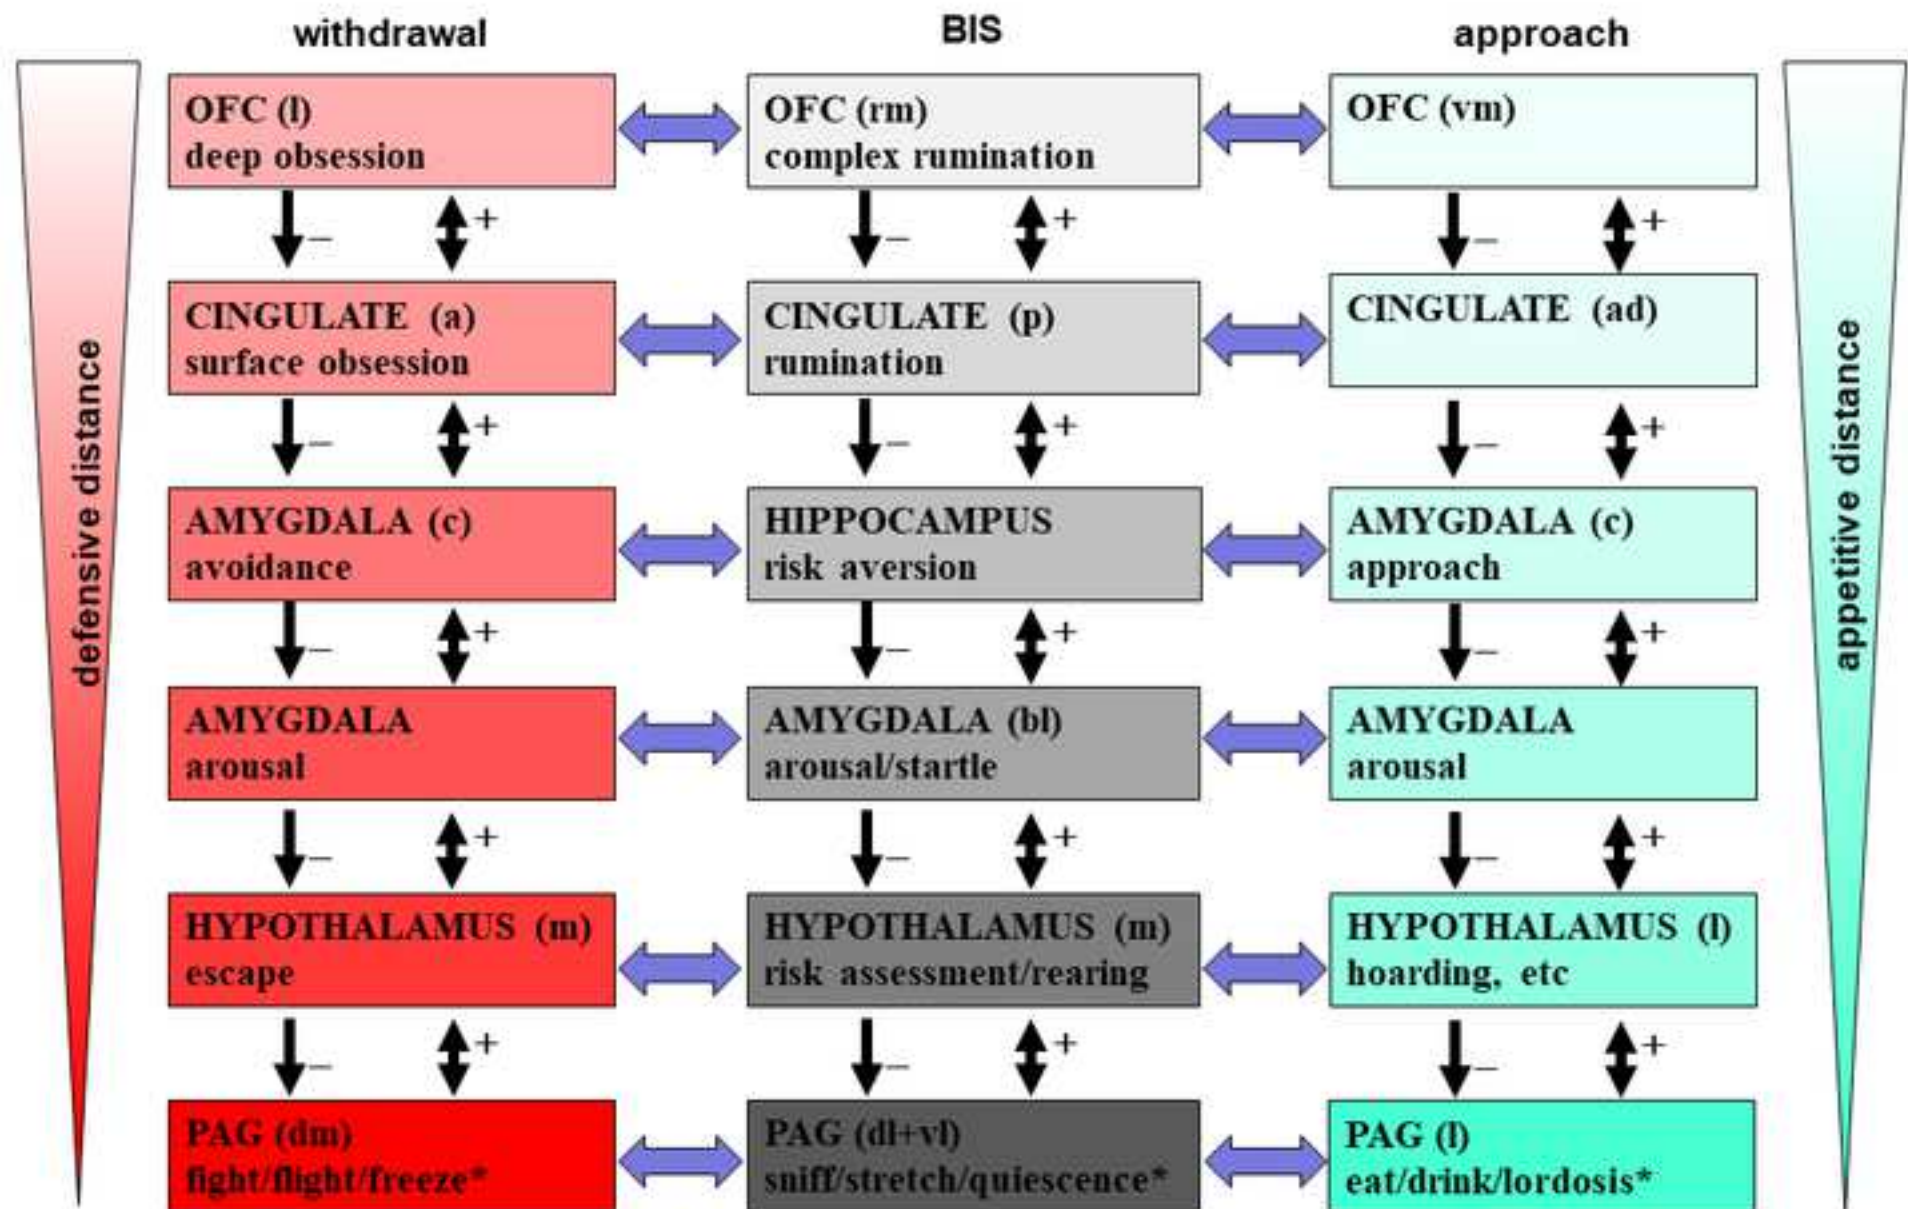 withdrawal
BIS
approach
defensive distance
appetitive distance
OFC (l)
deep obsession
OFC (rm)
complex rumination
OFC (vm)
– +
– +
– +
CINGULATE (a)
surface obsession
CINGULATE (p)
rumination
CINGULATE (ad)
– +
– +
– +
AMYGDALA (c)
avoidance
HIPPOCAMPUS
risk aversion
AMYGDALA (c)
approach
– +
– +
– +
AMYGDALA
arousal
AMYGDALA (bl)
arousal/startle
AMYGDALA
arousal
– +
– +
– +
HYPOTHALAMUS (m)
escape
HYPOTHALAMUS (m)
risk assessment/rearing
HYPOTHALAMUS (l)
hoarding, etc
– +
– +
– +
PAG (dm)
fight/flight/freeze*
PAG (dl+vl)
sniff/stretch/quiescence*
PAG (l)
eat/drink/lordosis*